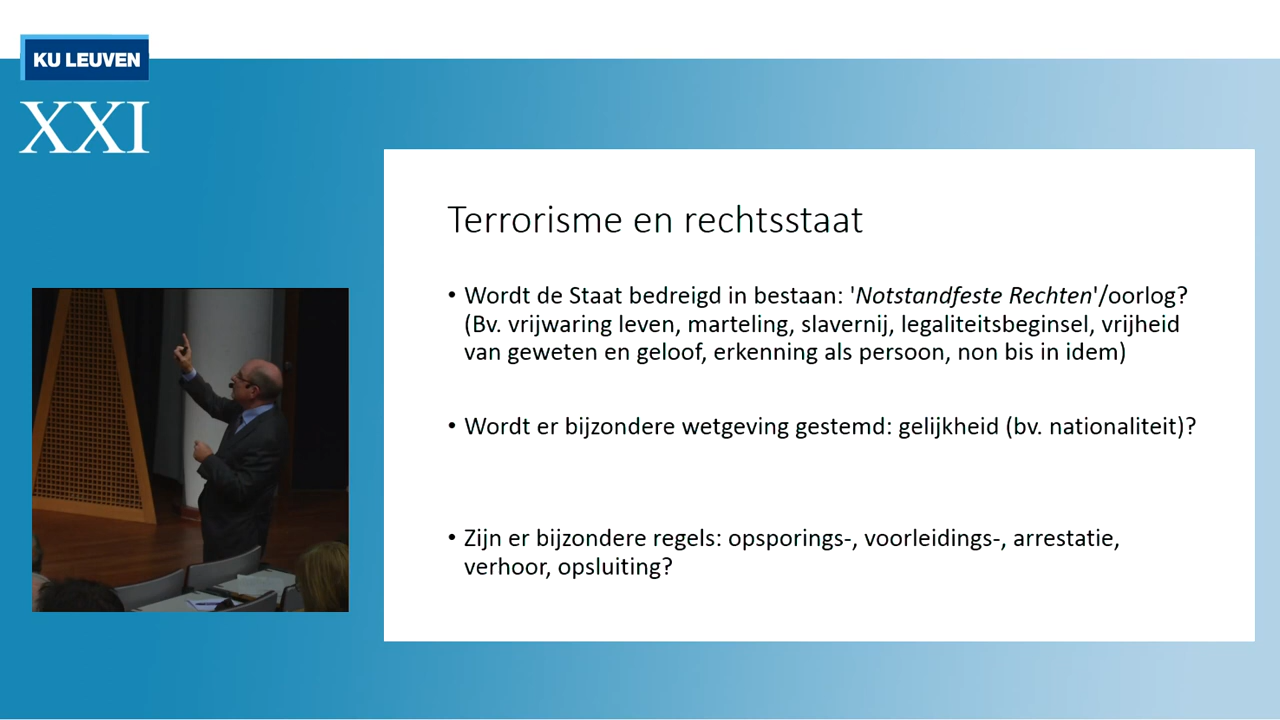 KU LEUVEN
XXI
Terrorisme en rechtsstaat
• Wordt de Staat bedreigd in bestaan: 'Notstandfeste Rechten'/oorlog?
(Bv. vrijwaring leven, marteling, slavernij, legaliteitsbeginsel, vrijheid
van geweten en geloof, erkenning als persoon, non bis in idem)
• Wordt er bijzondere wetgeving gestemd: gelijkheid (bv. nationaliteit)?
• Zijn er bijzondere regels: opsporings-, voorleidings-, arrestatie,
verhoor, opsluiting?